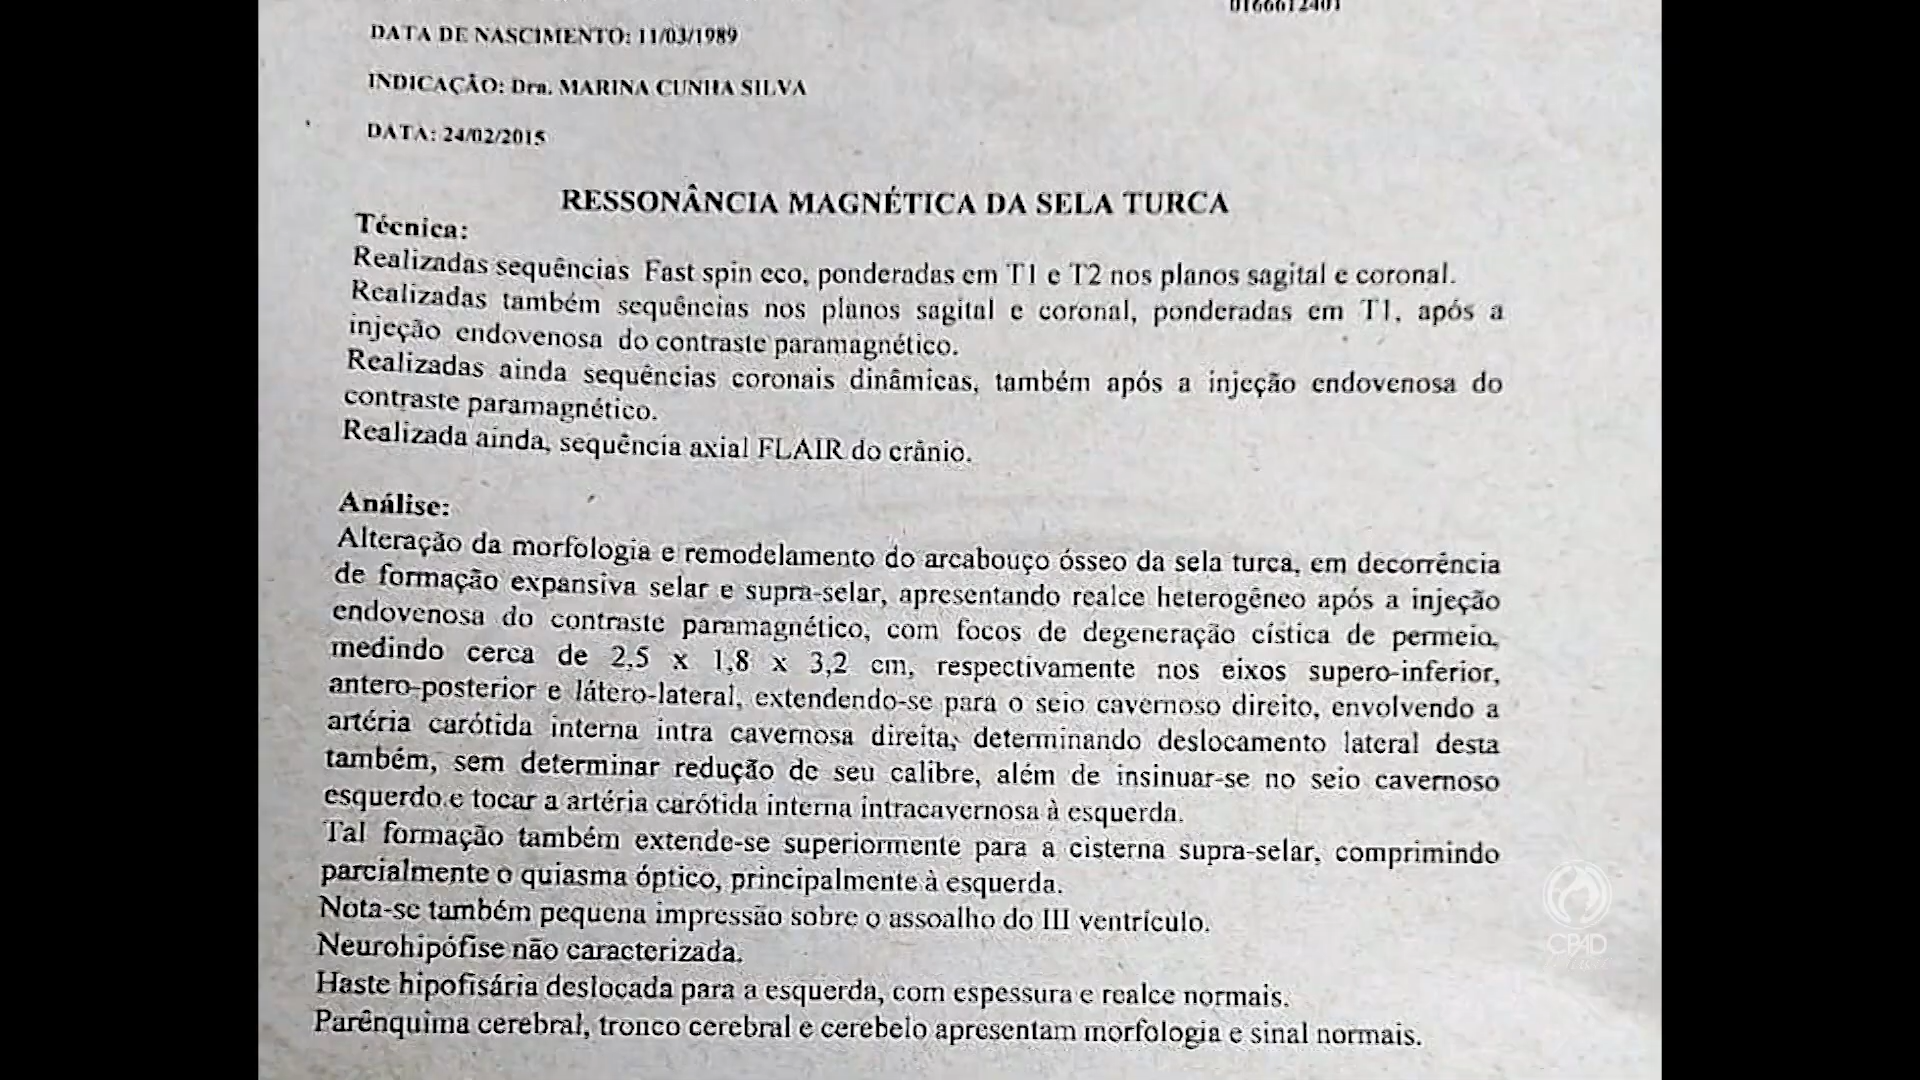 0166612401
DATA DE NASCIMENTO: 11/03/1989
INDICAÇÃO: Dra. MARINA CUNHA SILVA
DATA: 24/02/2015
RESSONÂNCIA MAGNÉTICA DA SELA TURCA
Técnica:
Realizadas sequências Fast spin eco, ponderadas em T1 e T2 nos planos sagital e coronal.
Realizadas também sequências nos planos sagital e coronal, ponderadas em T1, após a
injeção endovenosa do contraste paramagnético.
Realizadas ainda sequências coronais dinâmicas, também após a injeção endovenosa do
contraste paramagnético.
Realizada ainda, sequência axial FLAIR do crânio.
Análise:
Alteração da morfologia e remodelamento do arcabouço ósseo da sela turca, em decorrência
de formação expansiva selar e supra-selar, apresentando realce heterogêneo após a injeção
endovenosa do contraste paramagnético, com focos de degeneração cística de permeio,
medindo cerca de 2,5 x 1,8 x 3,2 cm, respectivamente nos eixos supero-inferior,
antero-posterior e látero-lateral, extendendo-se para o seio cavernoso direito, envolvendo a
artéria carótida interna intra cavernosa direita, determinando deslocamento lateral desta
também, sem determinar redução de seu calibre, além de insinuar-se no seio cavernoso
esquerdo e tocar a artéria carótida interna intracavernosa à esquerda.
Tal formação também extende-se superiormente para a cisterna supra-selar, comprimindo
parcialmente o quiasma óptico, principalmente à esquerda.
Nota-se também pequena impressão sobre o assoalho do III ventrículo.
Neurohipófise não caracterizada.
Haste hipofisária deslocada para a esquerda, com espessura e realce normais.
Parênquima cerebral, tronco cerebral e cerebelo apresentam morfologia e sinal normais.
CPAD